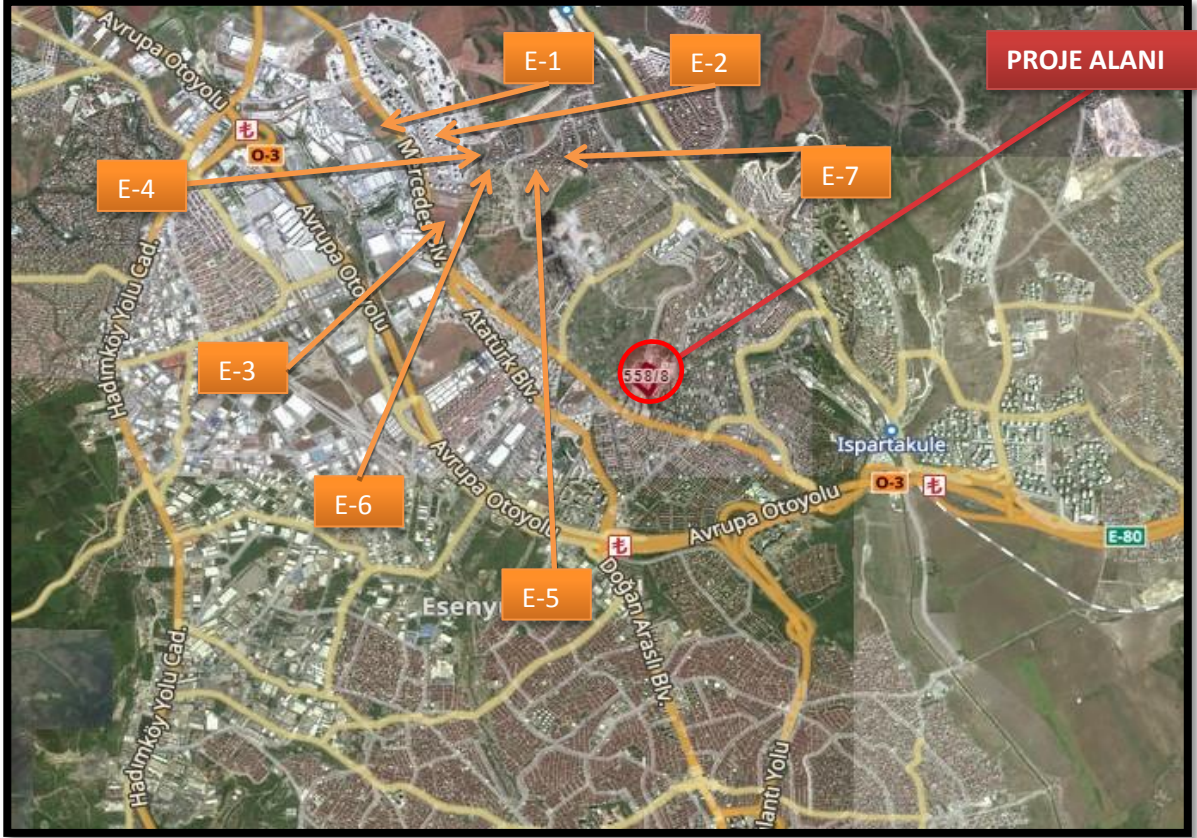 Avrupa Otoyolu
E-1
E-2
PROJE ALANI
O-3
E-4
Mercedes Blv.
E-7
Avrupa Otoyolu
Hadımköy Yolu Cad.
Atatürk Blv.
E-3
558/8
Ispartakule
Avrupa Otoyolu
O-3
E-6
Avrupa Otoyolu
E-80
Doğan Araslı Blv.
E-5
Hadımköy Yolu Cad.